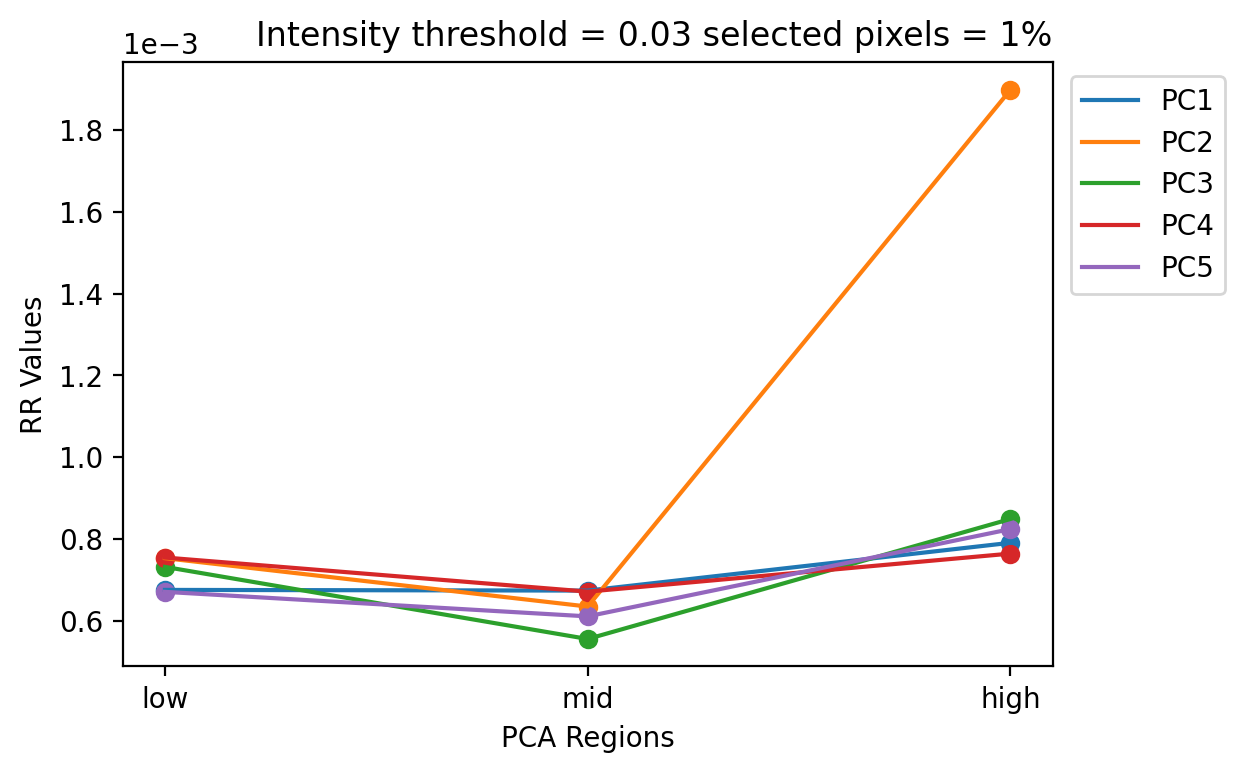 Intensity threshold = 0.03 selected pixels = 1%
1e−3
1.8
1.6
1.4
1.2
1.0
0.8
0.6
RR Values
low
mid
high
PCA Regions
PC1
PC2
PC3
PC4
PC5